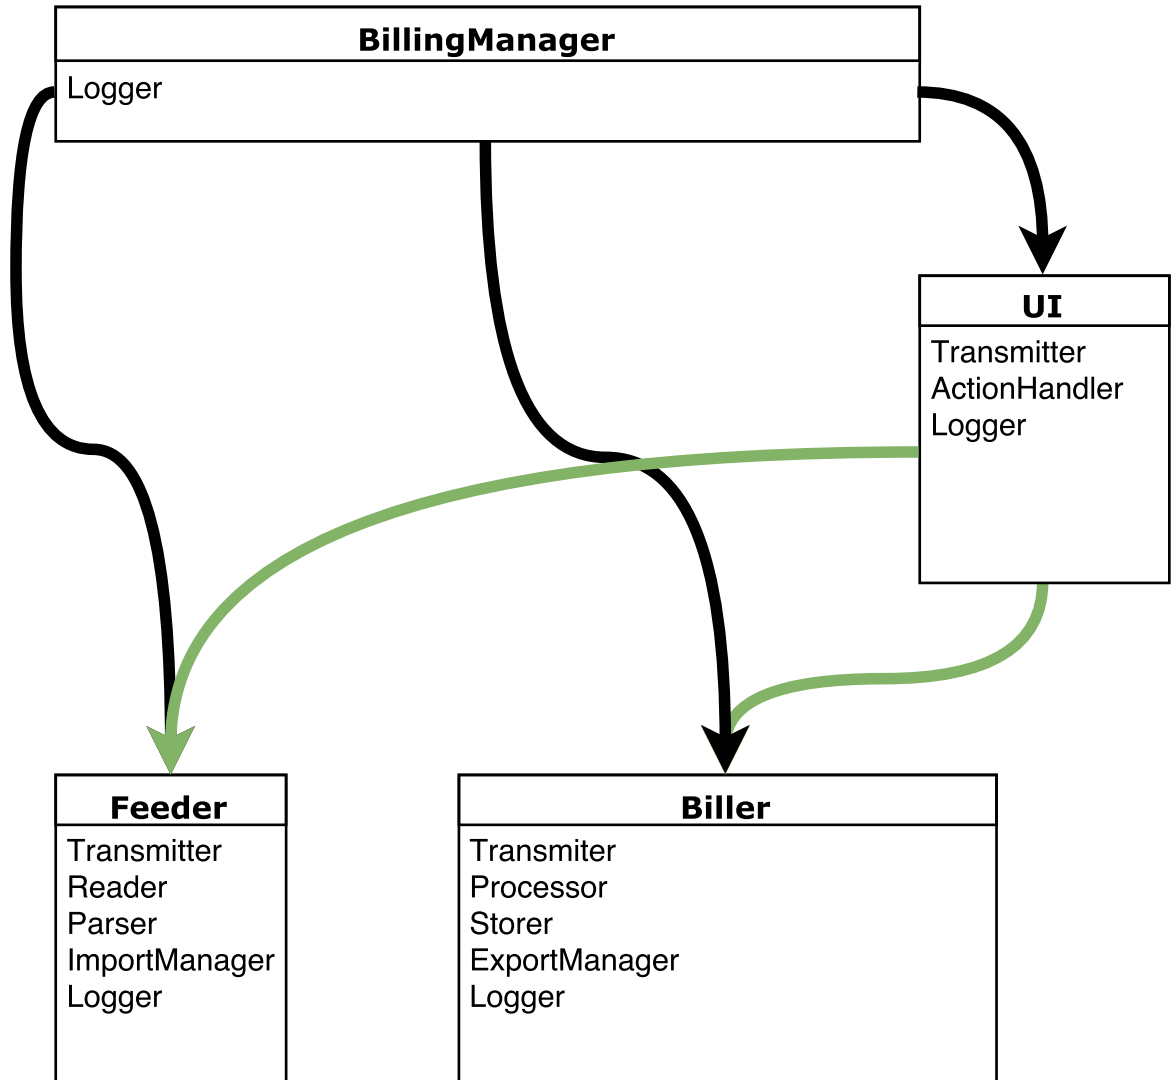 BillingManager
Logger
UI
Transmitter
ActionHandler
Logger
Feeder
Transmitter
Reader
Parser
ImportManager
Logger
Biller
Transmiter
Processor
Storer
ExportManager
Logger